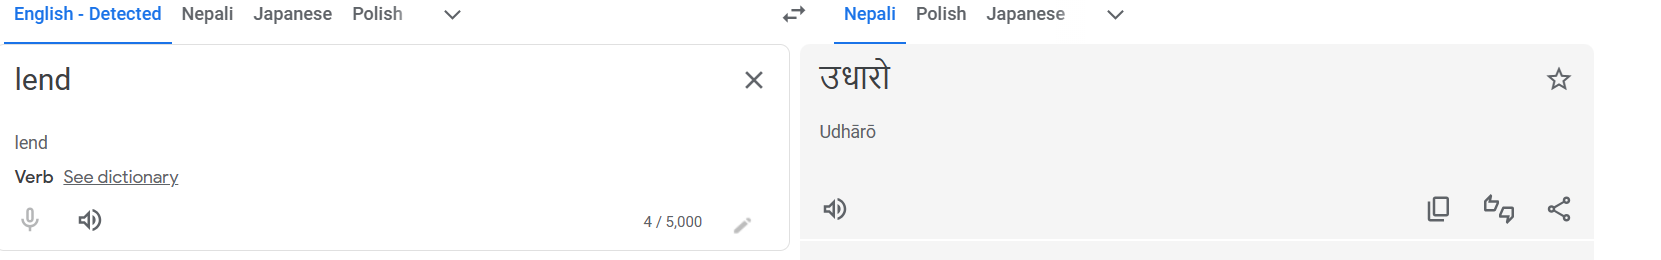 English - Detected Nepali Japanese Polish
Nepali Polish Japanese
lend
lend
Verb See dictionary
4 / 5,000
उधारो
Udhārō